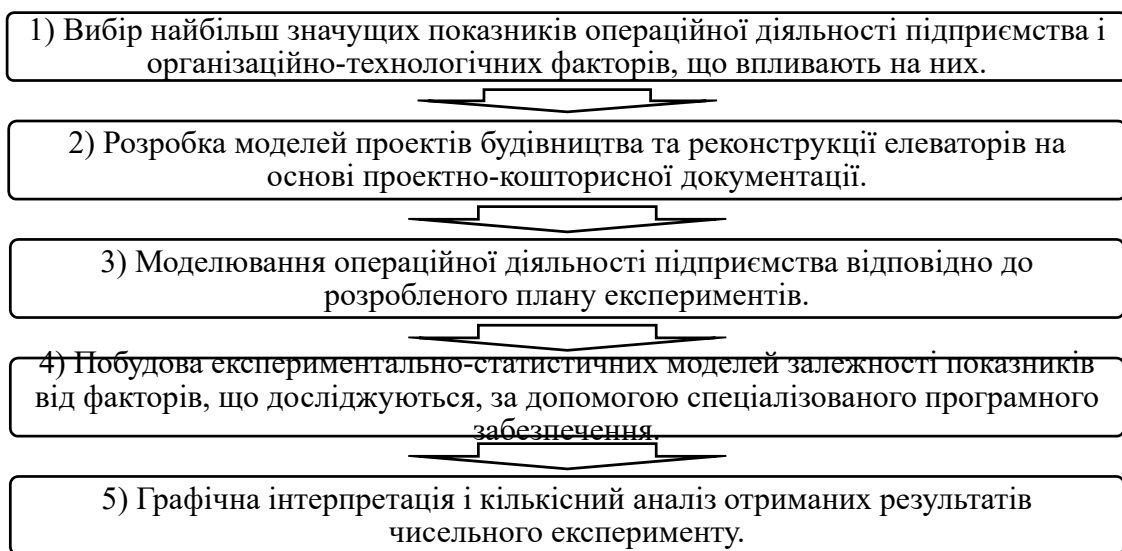 1) Вибір найбільш значущих показників операційної діяльності підприємства і
організаційно-технологічних факторів, що впливають на них.
2) Розробка моделей проектів будівництва та реконструкції елеваторів на
основі проектно-кошторисної документації.
3) Моделювання операційної діяльності підприємства відповідно до
розробленого плану експериментів.
4) Побудова експериментально-статистичних моделей залежності показників
від факторів, що досліджуються, за допомогою спеціалізованого програмного
забезпечення.
5) Графічна інтерпретація і кількісний аналіз отриманих результатів
чисельного експерименту.